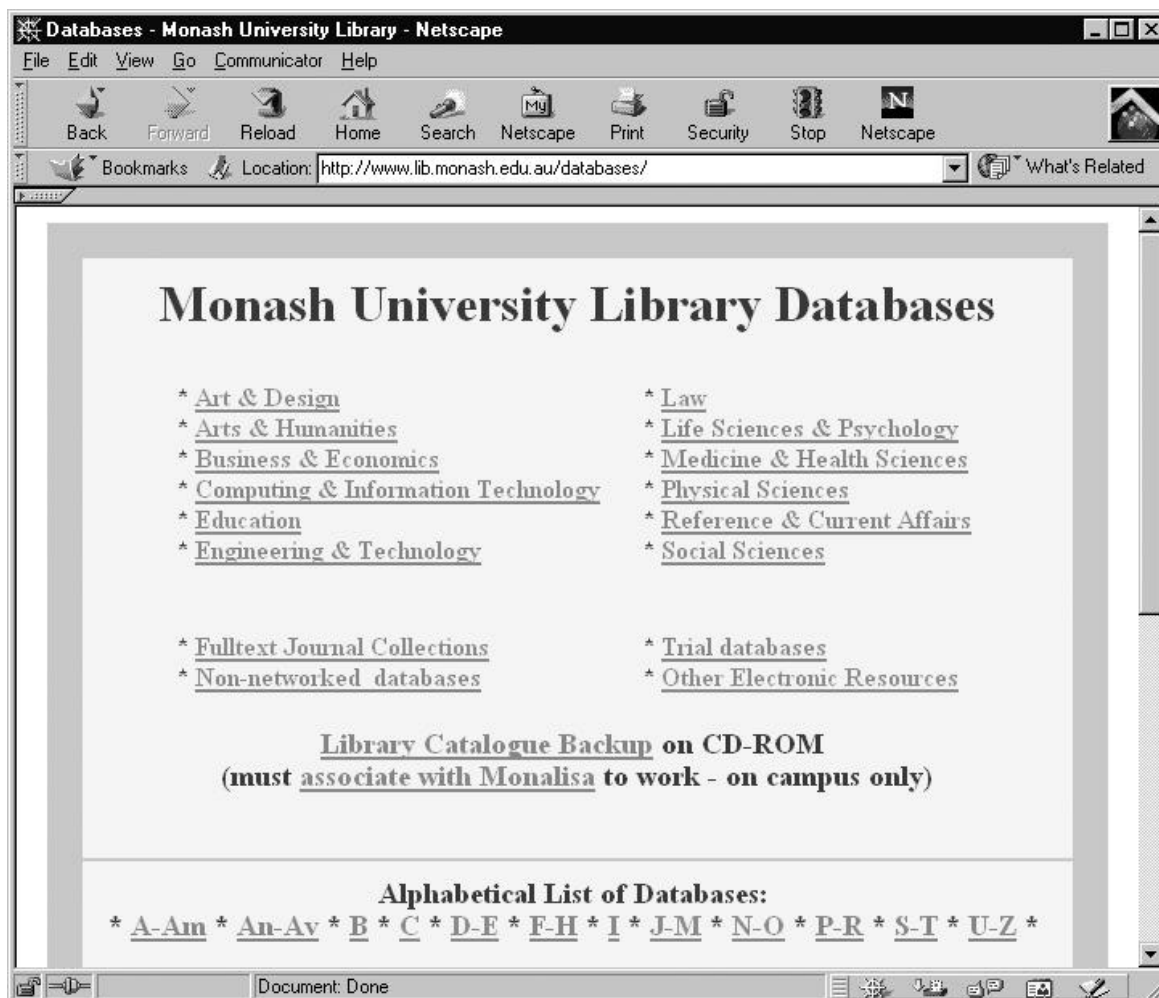 Databases - Monash University Library - Netscape
File Edit View Go Communicator Help
My N
Back Forward Reload Home Search Netscape Print Security Stop Netscape
Bookmarks Location: http://www.lib.monash.edu.au/databases/ What's Related
Monash University Library Databases
* Art & Design * Law
* Arts & Humanities * Life Sciences & Psychology
* Business & Economics * Medicine & Health Sciences
* Computing & Information Technology * Physical Sciences
* Education * Reference & Current Affairs
* Engineering & Technology * Social Sciences
* Fulltext Journal Collections * Trial databases
* Non-networked databases * Other Electronic Resources
Library Catalogue Backup on CD-ROM
(must associate with Monalisa to work - on campus only)
Alphabetical List of Databases:
* A-Am * An-Av * B * C * D-E * F-H * I * J-M * N-O * P-R * S-T * U-Z *
Document: Done